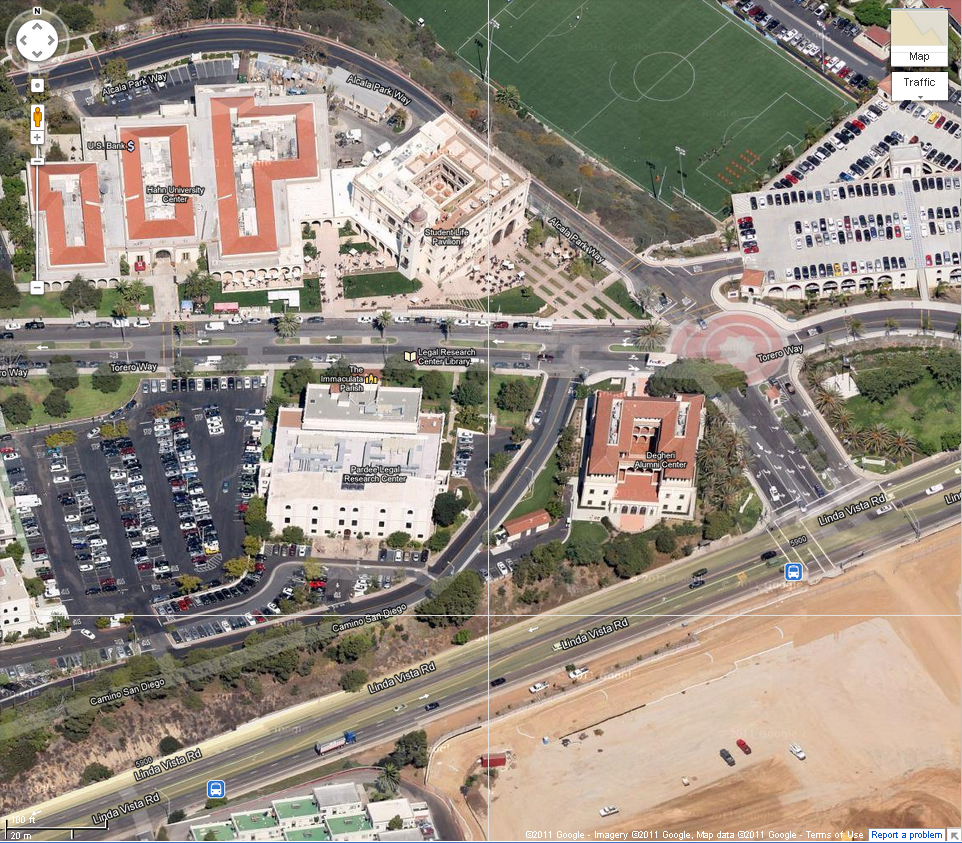 N
Map
Traffic
Alcala Park Way
Alcala Park Way
U.S. Bank $
Hahn University
Center
Student Life
Pavilion
Alcala Park Way
Legal Research
Center Library
ro Way
Torero Way
Torero Way
The
Immaculata
Parish
Degheri
Alumni Center
Pardee Legal
Research Center
Linda Vista Rd
Lin
5900
Camino San Diego
Linda Vista Rd
Linda Vista Rd
Camino San Diego
5900
Linda Vista Rd
Linda Vista Rd
100 ft
20 m
©2011 Google - Imagery ©2011 Google, Map data ©2011 Google - Terms of Use
Report a problem